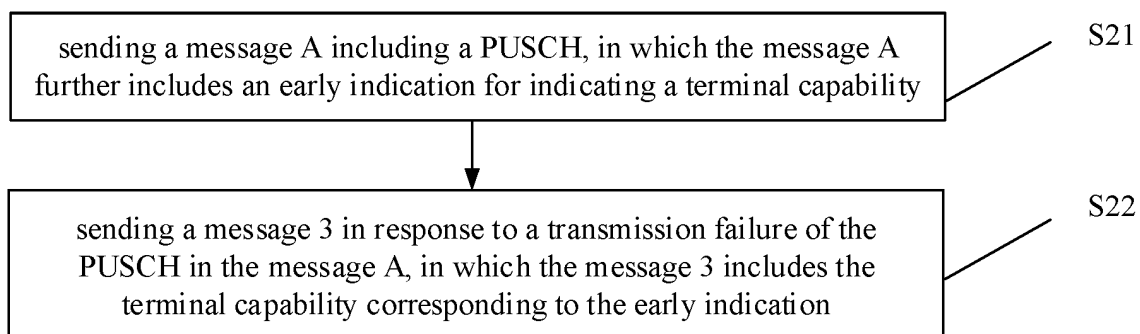 sending a message A including a PUSCH, in which the message A
further includes an early indication for indicating a terminal capability
S21
sending a message 3 in response to a transmission failure of the
PUSCH in the message A, in which the message 3 includes the
terminal capability corresponding to the early indication
S22